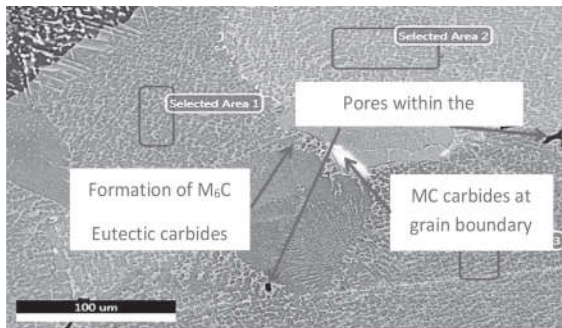 Selected Area 2
Selected Area 1
Pores within the
Formation of M₆C
Eutectic carbides
MC carbides at
grain boundary
3
100 um